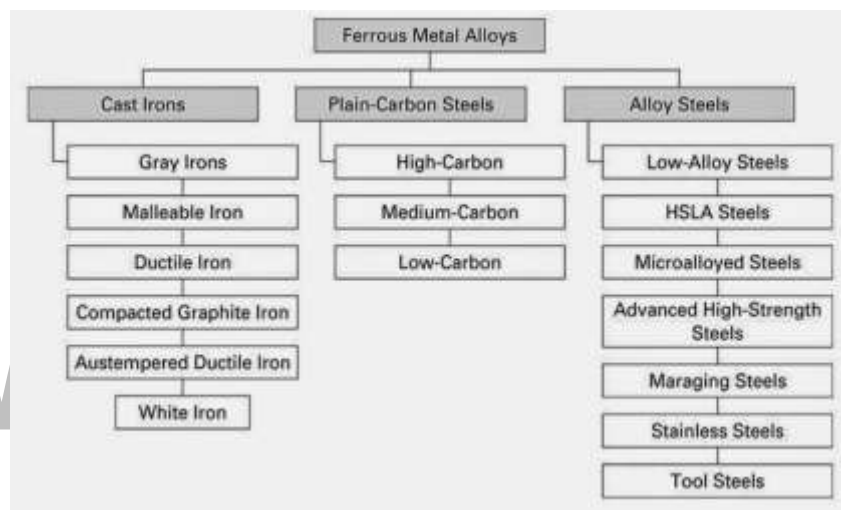 Ferrous Metal Alloys
Cast Irons
Gray Irons
Malleable Iron
Ductile Iron
Compacted Graphite Iron
Austempered Ductile Iron
White Iron
Plain-Carbon Steels
High-Carbon
Medium-Carbon
Low-Carbon
Alloy Steels
Low-Alloy Steels
HSLA Steels
Microalloyed Steels
Advanced High-Strength
Steels
Maraging Steels
Stainless Steels
Tool Steels